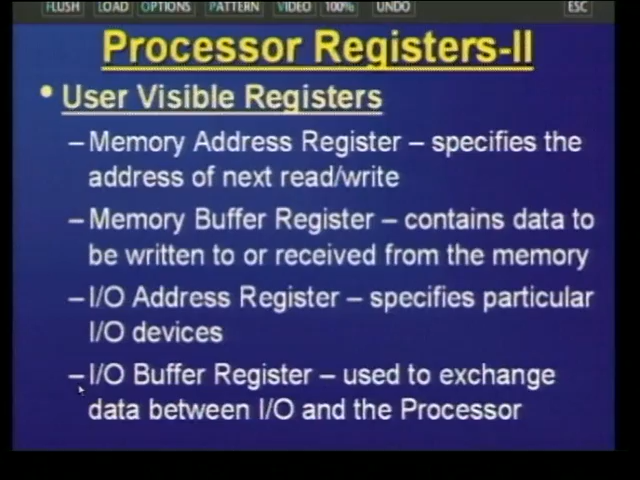 FLUSH LOAD OPTIONS PATTERN VIDEO 100% UNDO ESC
Processor Registers-II
• User Visible Registers
– Memory Address Register – specifies the
address of next read/write
– Memory Buffer Register – contains data to
be written to or received from the memory
– I/O Address Register – specifies particular
I/O devices
– I/O Buffer Register – used to exchange
data between I/O and the Processor